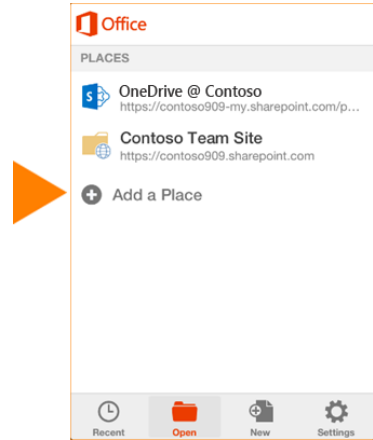 Office
PLACES
OneDrive @ Contoso
https://contoso909-my.sharepoint.com/p...
Contoso Team Site
https://contoso909.sharepoint.com
Add a Place
Recent
Open
New
Settings